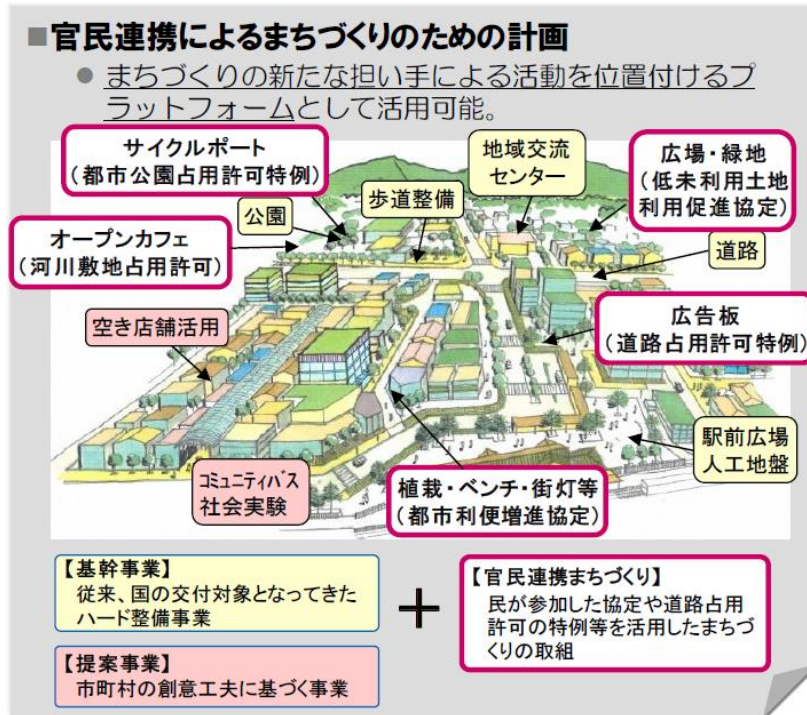 ■官民連携によるまちづくりのための計画
● まちづくりの新たな担い手による活動を位置付けるプ
ラットフォームとして活用可能。
サイクルポート
(都市公園占用許可特例)
地域交流
センター
広場・緑地
(低未利用土地
利用促進協定)
公園
歩道整備
オープンカフェ
(河川敷地占用許可)
道路
空き店舗活用
広告板
(道路占用許可特例)
駅前広場
人工地盤
コミュニティバス
社会実験
植栽・ベンチ・街灯等
(都市利便増進協定)
【基幹事業】
従来、国の交付対象となってきた
ハード整備事業
+
【官民連携まちづくり】
民が参加した協定や道路占用
許可の特例等を活用したまちづ
くりの取組
【提案事業】
市町村の創意工夫に基づく事業